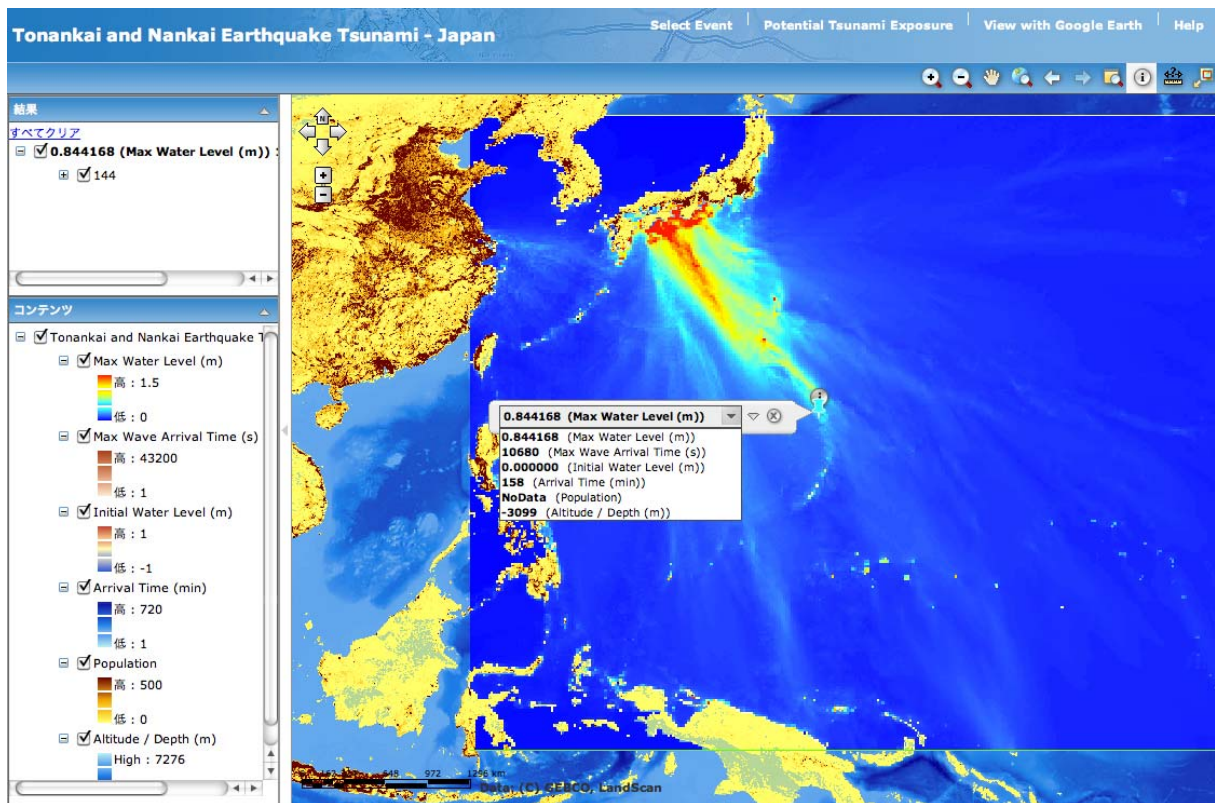 Tonankai and Nankai Earthquake Tsunami - Japan
Select Event
Potential Tsunami Exposure
View with Google Earth
Help
結果
すべてクリア
0.844168 (Max Water Level (m))
144
コンテンツ
Tonankai and Nankai Earthquake T
Max Water Level (m)
高 : 1.5
低 : 0
Max Wave Arrival Time (s)
高 : 43200
低 : 1
Initial Water Level (m)
高 : 1
低 : -1
Arrival Time (min)
高 : 720
低 : 1
Population
高 : 500
低 : 0
Altitude / Depth (m)
High : 7276
N
0.844168 (Max Water Level (m))
0.844168 (Max Water Level (m))
10680 (Max Wave Arrival Time (s))
0.000000 (Initial Water Level (m))
158 (Arrival Time (min))
NoData (Population)
-3099 (Altitude / Depth (m))
648 972 1296 km
Data: (C) GEBCO, LandScan